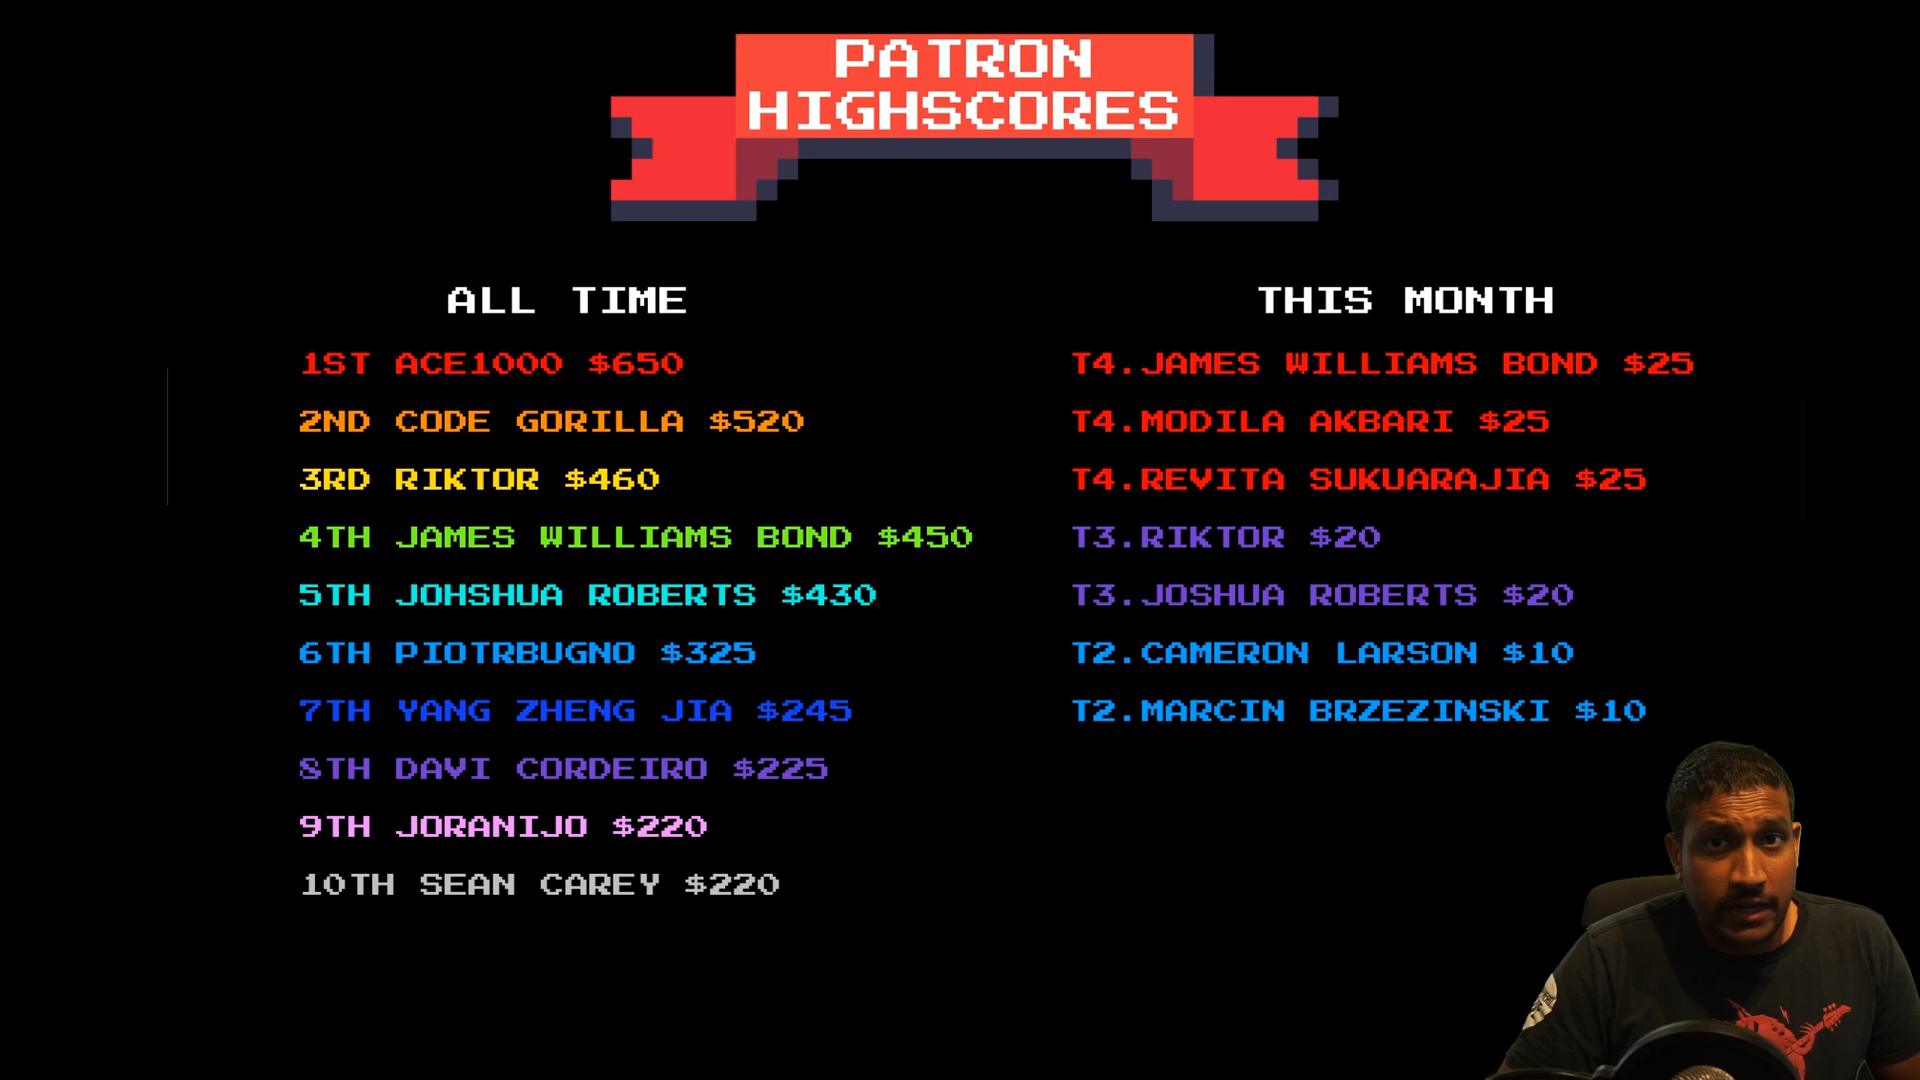 PATRON
HIGHSCORES
ALL TIME
1ST ACE1000 $650
2ND CODE GORILLA $520
3RD RIKTOR $460
4TH JAMES WILLIAMS BOND $450
5TH JOHSHUA ROBERTS $430
6TH PIOTRBUGNO $325
7TH YANG ZHENG JIA $245
8TH DAVI CORDEIRO $225
9TH JORANIJO $220
10TH SEAN CAREY $220
THIS MONTH
T4.JAMES WILLIAMS BOND $25
T4.MODILA AKBARI $25
T4.REVITA SUKUARAJIA $25
T3.RIKTOR $20
T3.JOSHUA ROBERTS $20
T2.CAMERON LARSON $10
T2.MARCIN BRZEZINSKI $10